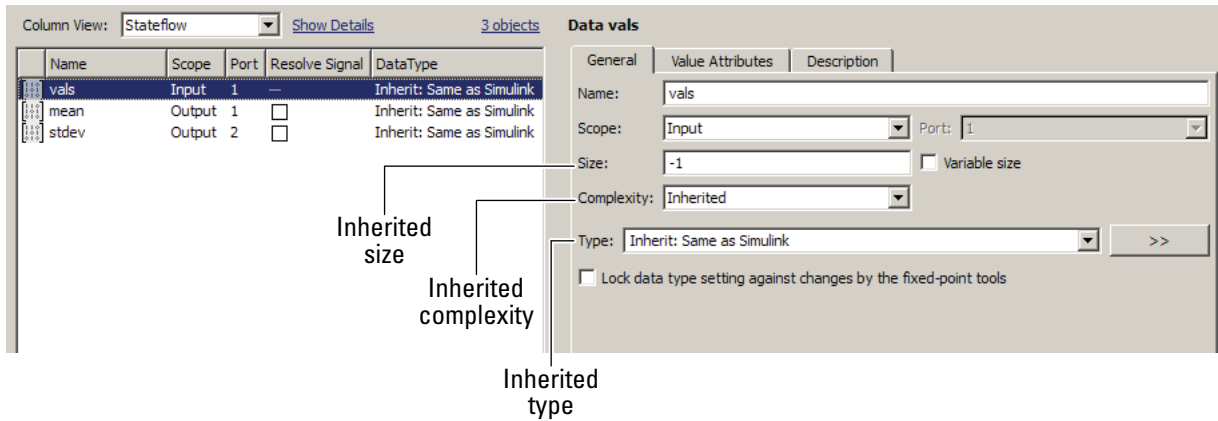 Column View: Stateflow Show Details 3 objects
Name Scope Port Resolve Signal DataType
vals Input 1 — Inherit: Same as Simulink
mean Output 1 Inherit: Same as Simulink
stdev Output 2 Inherit: Same as Simulink
Data vals
General Value Attributes Description
Name: vals
Scope: Input Port: 1
Size: -1 Variable size
Complexity: Inherited
Type: Inherit: Same as Simulink >>
Lock data type setting against changes by the fixed-point tools
Inherited
size
Inherited
complexity
Inherited
type